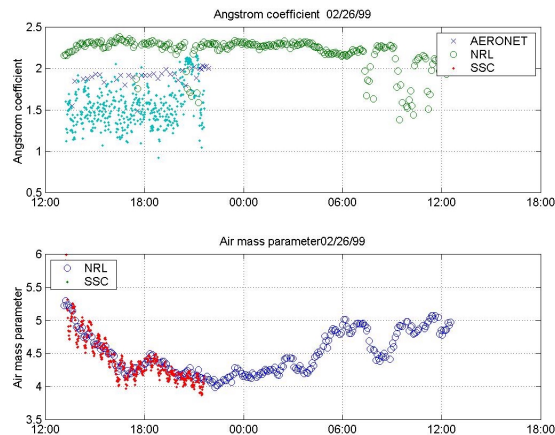 Angstrom coefficient 02/26/99
2.5
2
1.5
1
0.5
Angstrom coefficient
AERONET
NRL
SSC
12:00 18:00 00:00 06:00 12:00 18:00
Air mass parameter02/26/99
6
5.5
5
4.5
4
3.5
Air mass parameter
NRL
SSC
12:00 18:00 00:00 06:00 12:00 18:00